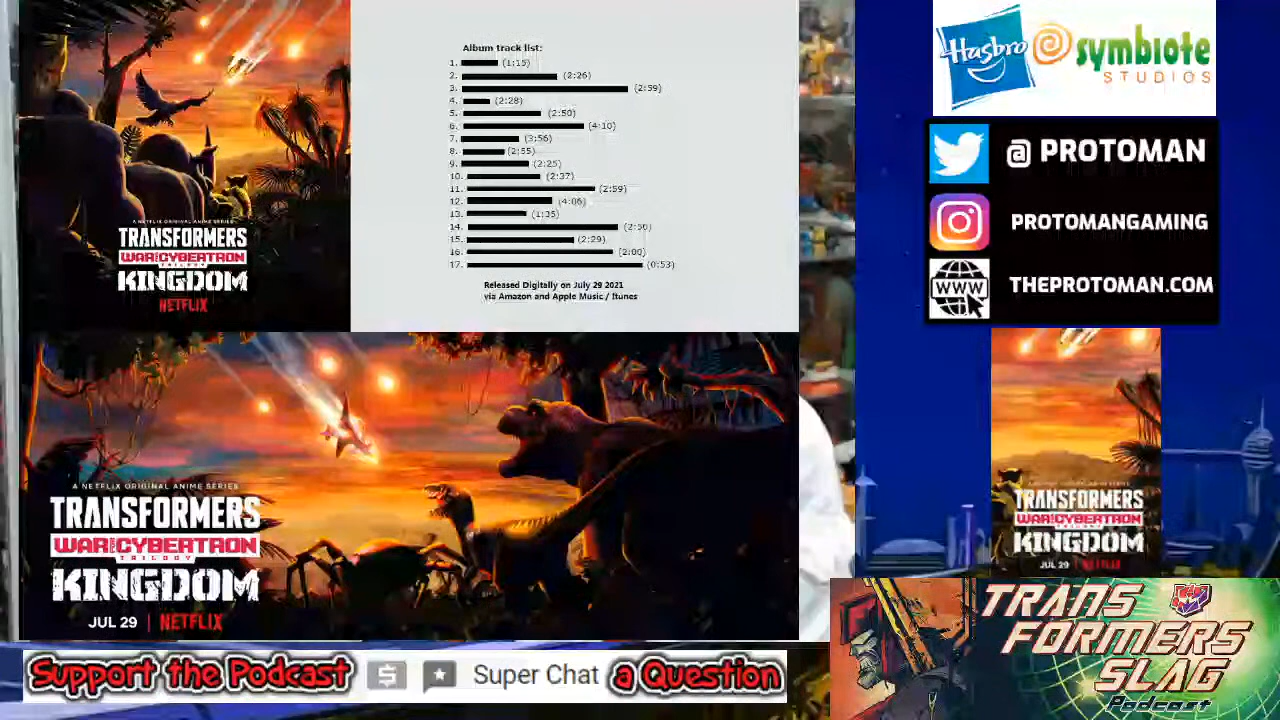 A NETFLIX ORIGINAL ANIME SERIES
TRANSFORMERS
WAR FOR CYBERTRON
TRILOGY
KINGDOM
NETFLIX
Album track list:
1. (1:15)
2. (2:26)
3. (2:59)
4. (2:28)
5. (2:50)
6. (4:10)
7. (3:56)
8. (2:55)
9. (2:25)
10. (2:37)
11. (2:59)
12. (4:06)
13. (1:35)
14. (2:50)
15. (2:29)
16. (2:00)
17. (0:53)
Released Digitally on July 29 2021
via Amazon and Apple Music / Itunes
A NETFLIX ORIGINAL ANIME SERIES
TRANSFORMERS
WAR FOR CYBERTRON
TRILOGY
KINGDOM
JUL 29 | NETFLIX
Support the Podcast $ Super Chat a Question
Hasbro symbiote
STUDIOS
@ PROTOMAN
PROTOMANGAMING
WWW THEPROTOMAN.COM
TRANSFORMERS
WAR FOR CYBERTRON
KINGDOM
JUL 29 | NETFLIX
TRANS
FORMERS
SLAG
Podcast